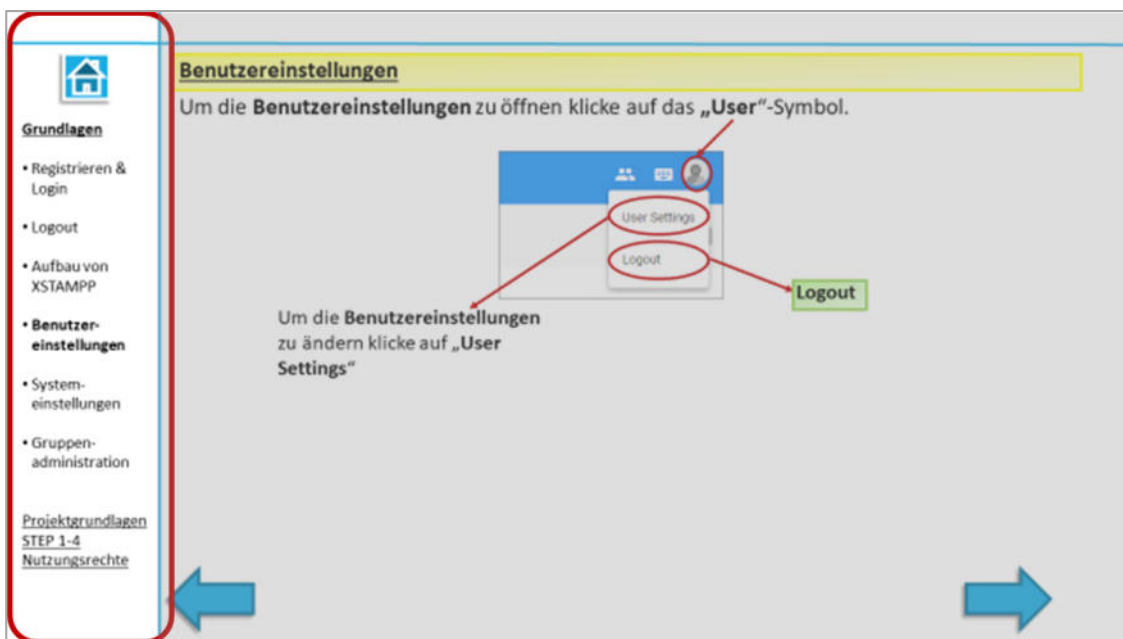 Grundlagen
• Registrieren &
Login
• Logout
• Aufbau von
XSTAMPP
• Benutzer-
einstellungen
• System-
einstellungen
• Gruppen-
administration
Projektgrundlagen
STEP 1-4
Nutzungsrechte
Benutzereinstellungen
Um die Benutzereinstellungen zu öffnen klicke auf das „User“-Symbol.
User Settings
Logout
Logout
Um die Benutzereinstellungen
zu ändern klicke auf „User
Settings“